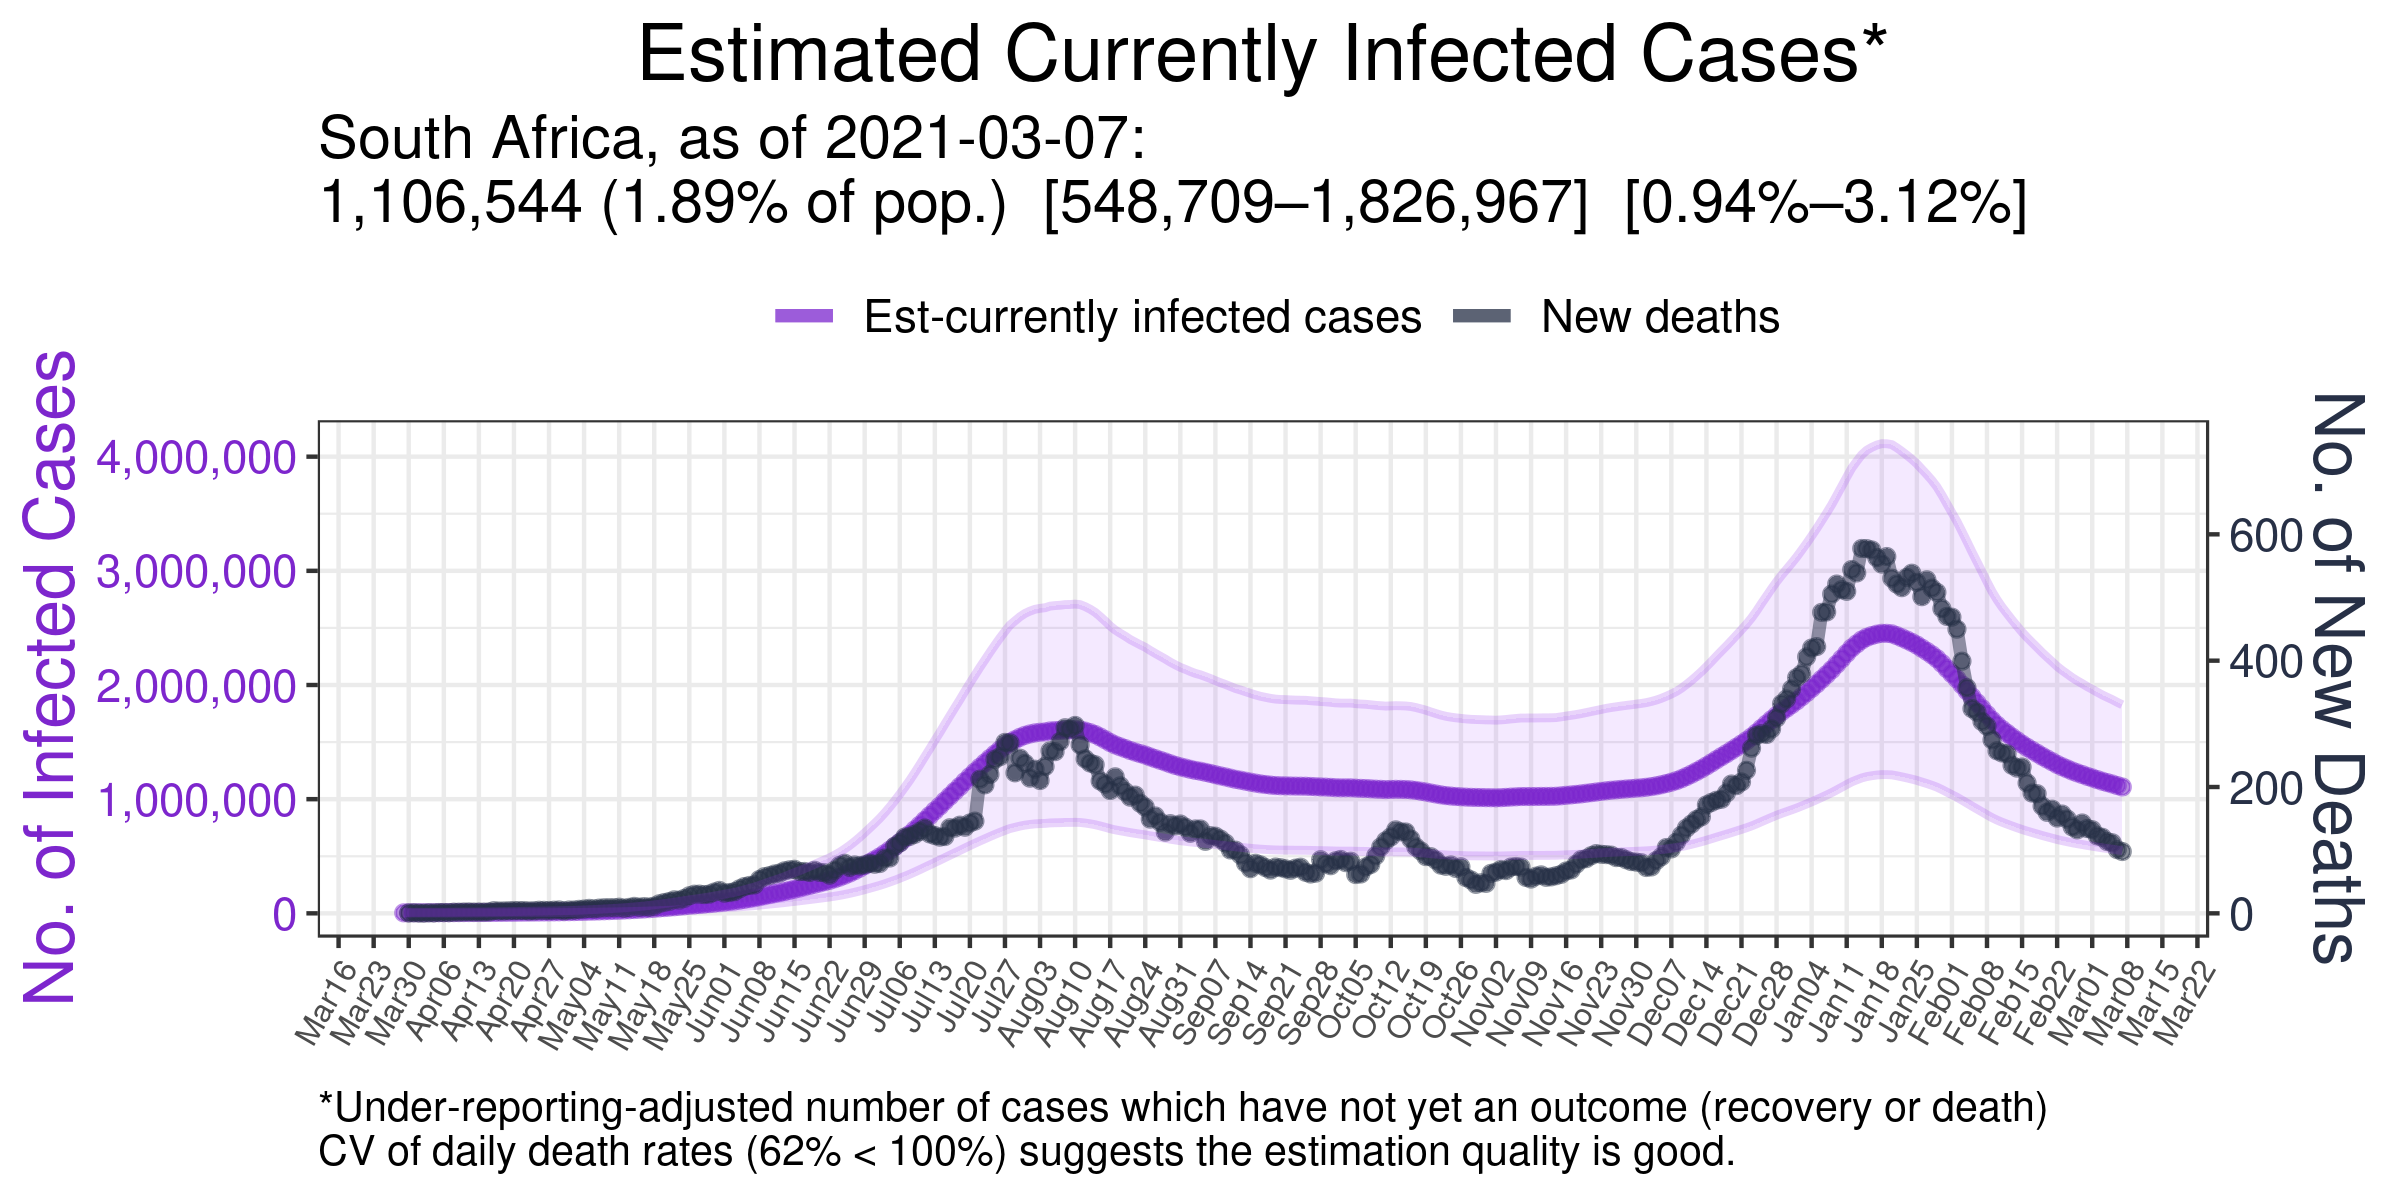 Estimated Currently Infected Cases*
South Africa, as of 2021-03-07:
1,106,544 (1.89% of pop.) [548,709–1,826,967] [0.94%–3.12%]
Est-currently infected cases
New deaths
No. of Infected Cases
4,000,000
3,000,000
2,000,000
1,000,000
0
No. of New Deaths
600
400
200
0
Mar16
Mar23
Mar30
Apr06
Apr13
Apr20
Apr27
May04
May11
May18
May25
Jun01
Jun08
Jun15
Jun22
Jun29
Jul06
Jul13
Jul20
Jul27
Aug03
Aug10
Aug17
Aug24
Aug31
Sep07
Sep14
Sep21
Sep28
Oct05
Oct12
Oct19
Oct26
Nov02
Nov09
Nov16
Nov23
Nov30
Dec07
Dec14
Dec21
Dec28
Jan04
Jan11
Jan18
Jan25
Feb01
Feb08
Feb15
Feb22
Mar01
Mar08
Mar15
Mar22
*Under-reporting-adjusted number of cases which have not yet an outcome (recovery or death)
CV of daily death rates (62% < 100%) suggests the estimation quality is good.